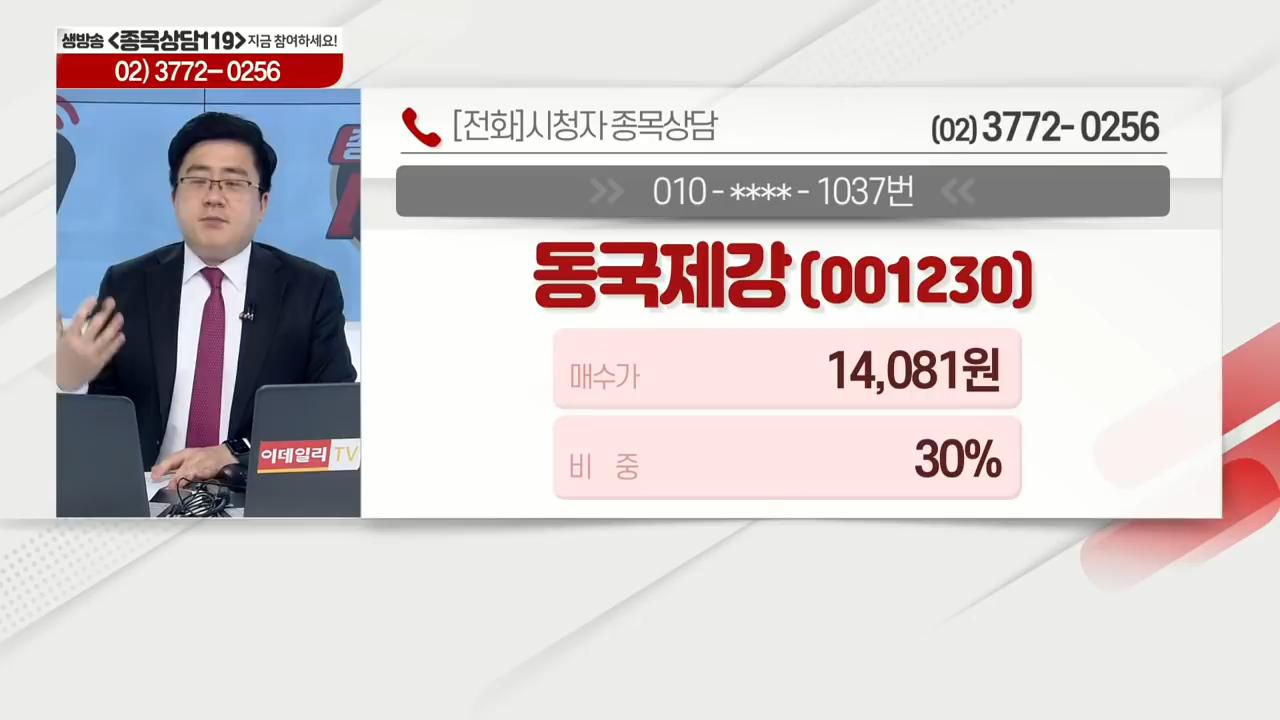 생방송 <종목상담119> 지금 참여하세요!
02) 3772-0256
[전화]시청자 종목상담
(02) 3772-0256
010-****-1037번
동국제강 (001230)
매수가 14,081원
비 중 30%
이데일리TV